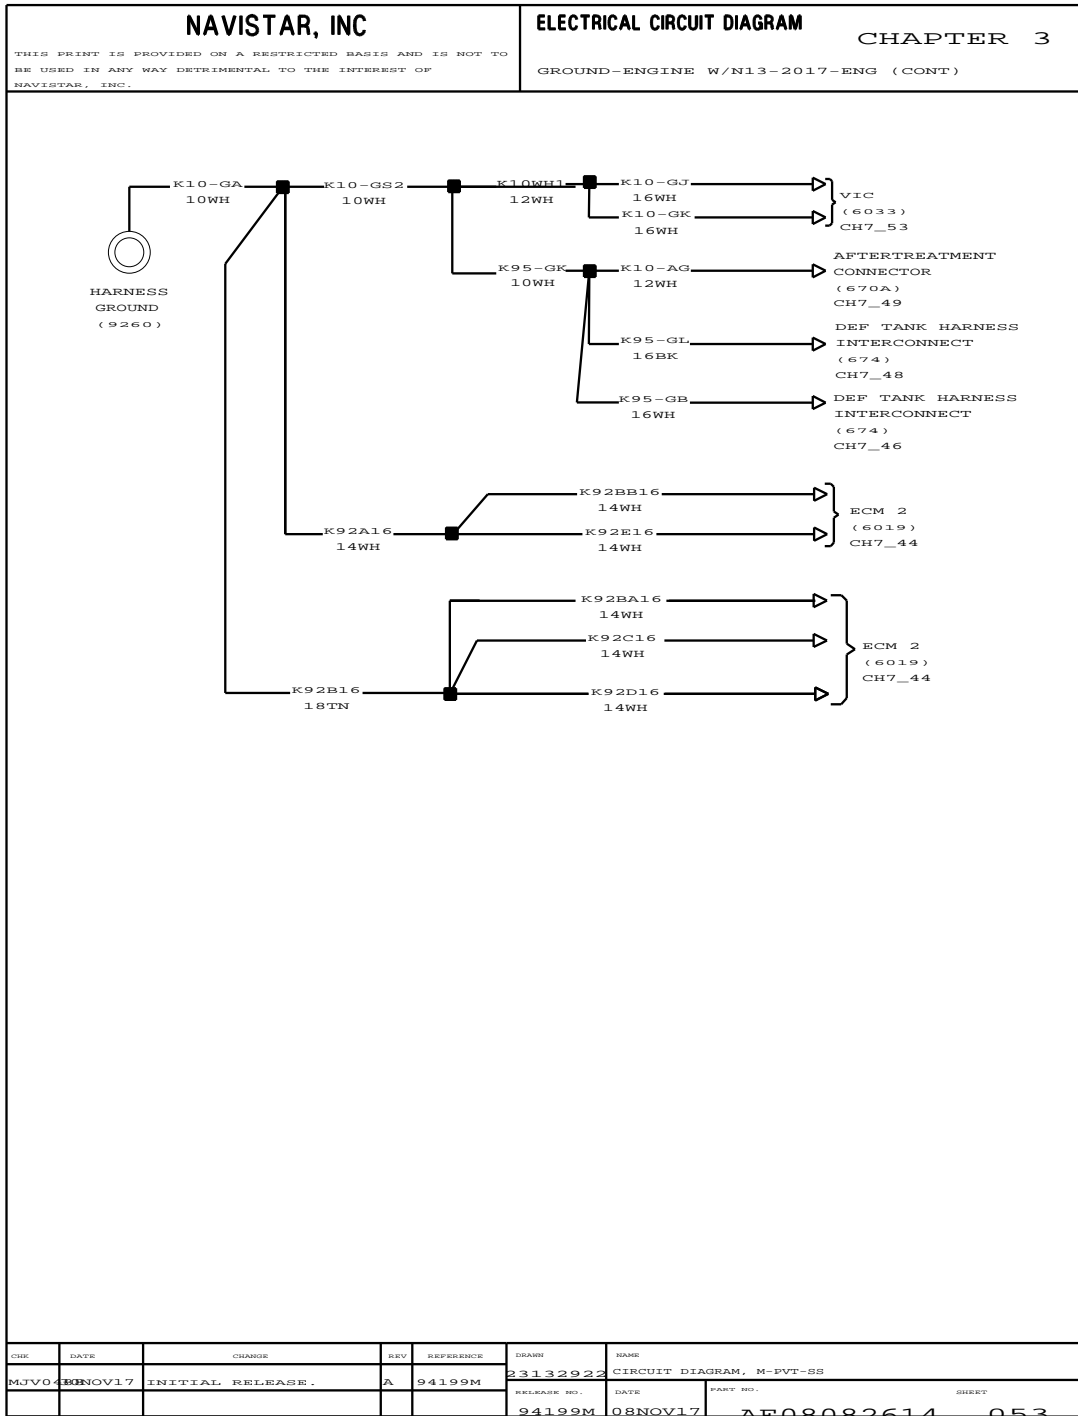 NAVISTAR, INC
THIS PRINT IS PROVIDED ON A RESTRICTED BASIS AND IS NOT TO
BE USED IN ANY WAY DETRIMENTAL TO THE INTEREST OF
NAVISTAR, INC.
ELECTRICAL CIRCUIT DIAGRAM
CHAPTER 3
GROUND-ENGINE W/N13-2017-ENG (CONT)
K10-GA
10WH
K10-GS2
10WH
K10WH1
12WH
K10-GJ
16WH
K10-GK
16WH
VIC
(6033)
CH7_53
HARNESS
GROUND
(9260)
K95-GK
10WH
K10-AG
12WH
AFTERTREATMENT
CONNECTOR
(670A)
CH7_49
K95-GL
16BK
DEF TANK HARNESS
INTERCONNECT
(674)
CH7_48
K95-GB
16WH
DEF TANK HARNESS
INTERCONNECT
(674)
CH7_46
K92BB16
14WH
K92A16
14WH
K92E16
14WH
ECM 2
(6019)
CH7_44
K92BA16
14WH
K92C16
14WH
K92B16
18TN
K92D16
14WH
ECM 2
(6019)
CH7_44
CHK DATE CHANGE REV REFERENCE
INITIAL RELEASE. A 94199M
DRAWN
23132922
NAME
CIRCUIT DIAGRAM, M-PVT-SS
RELEASE NO.
94199M
DATE
08NOV17
PART NO. SHEET
AF08082614 053